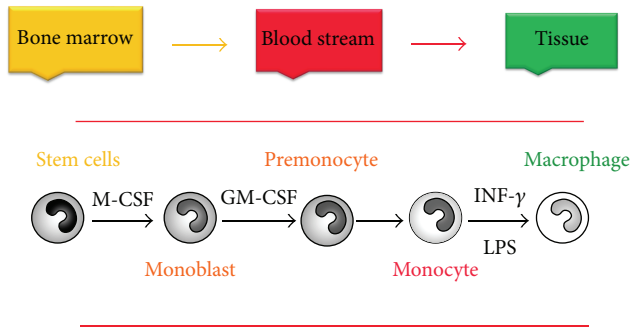 Bone marrow
Blood stream
Tissue
Stem cells
Premonocyte
Macrophage
M-CSF
GM-CSF
INF-γ
LPS
Monoblast
Monocyte